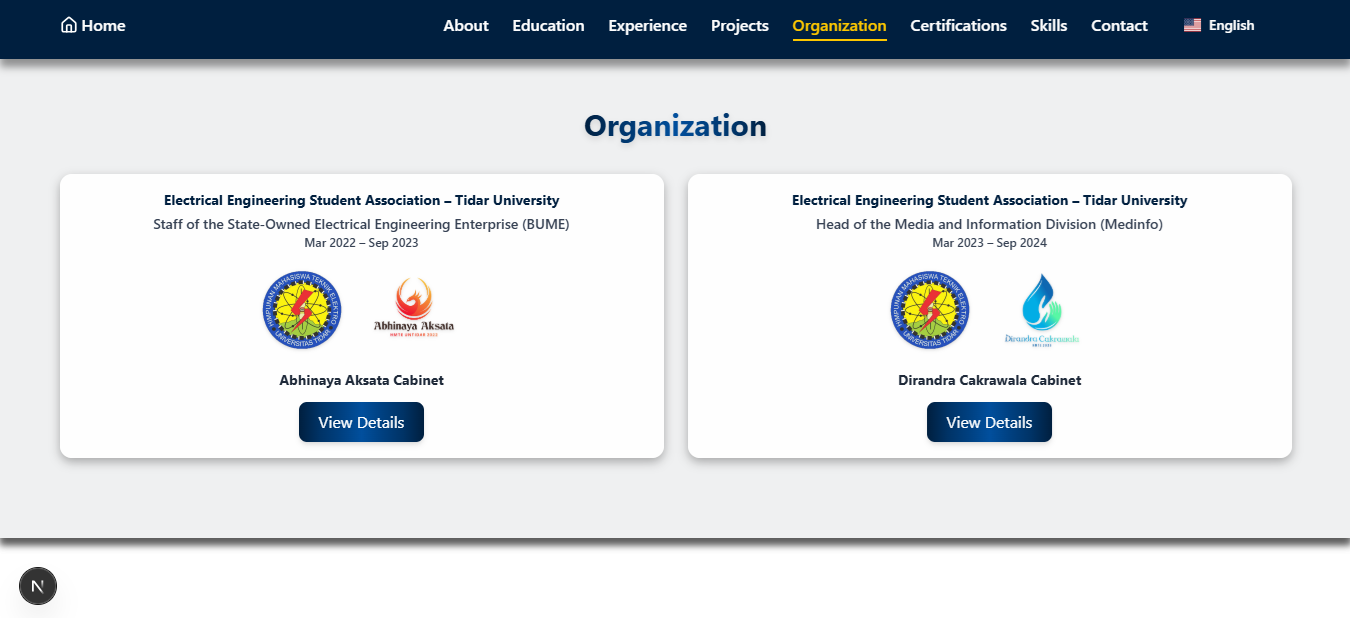 Home
About
Education
Experience
Projects
Organization
Certifications
Skills
Contact
English
Organization
Electrical Engineering Student Association – Tidar University
Staff of the State-Owned Electrical Engineering Enterprise (BUME)
Mar 2022 – Sep 2023
HIMPUNAN MAHASISWA TEKNIK ELEKTRO
UNIVERSITAS TIDAR
Abhinaya Aksata
HMTE UNTIDAR 2022
Abhinaya Aksata Cabinet
View Details
Electrical Engineering Student Association – Tidar University
Head of the Media and Information Division (Medinfo)
Mar 2023 – Sep 2024
HIMPUNAN MAHASISWA TEKNIK ELEKTRO
UNIVERSITAS TIDAR
Dirandra Cakrawala
Dirandra Cakrawala Cabinet
View Details
N